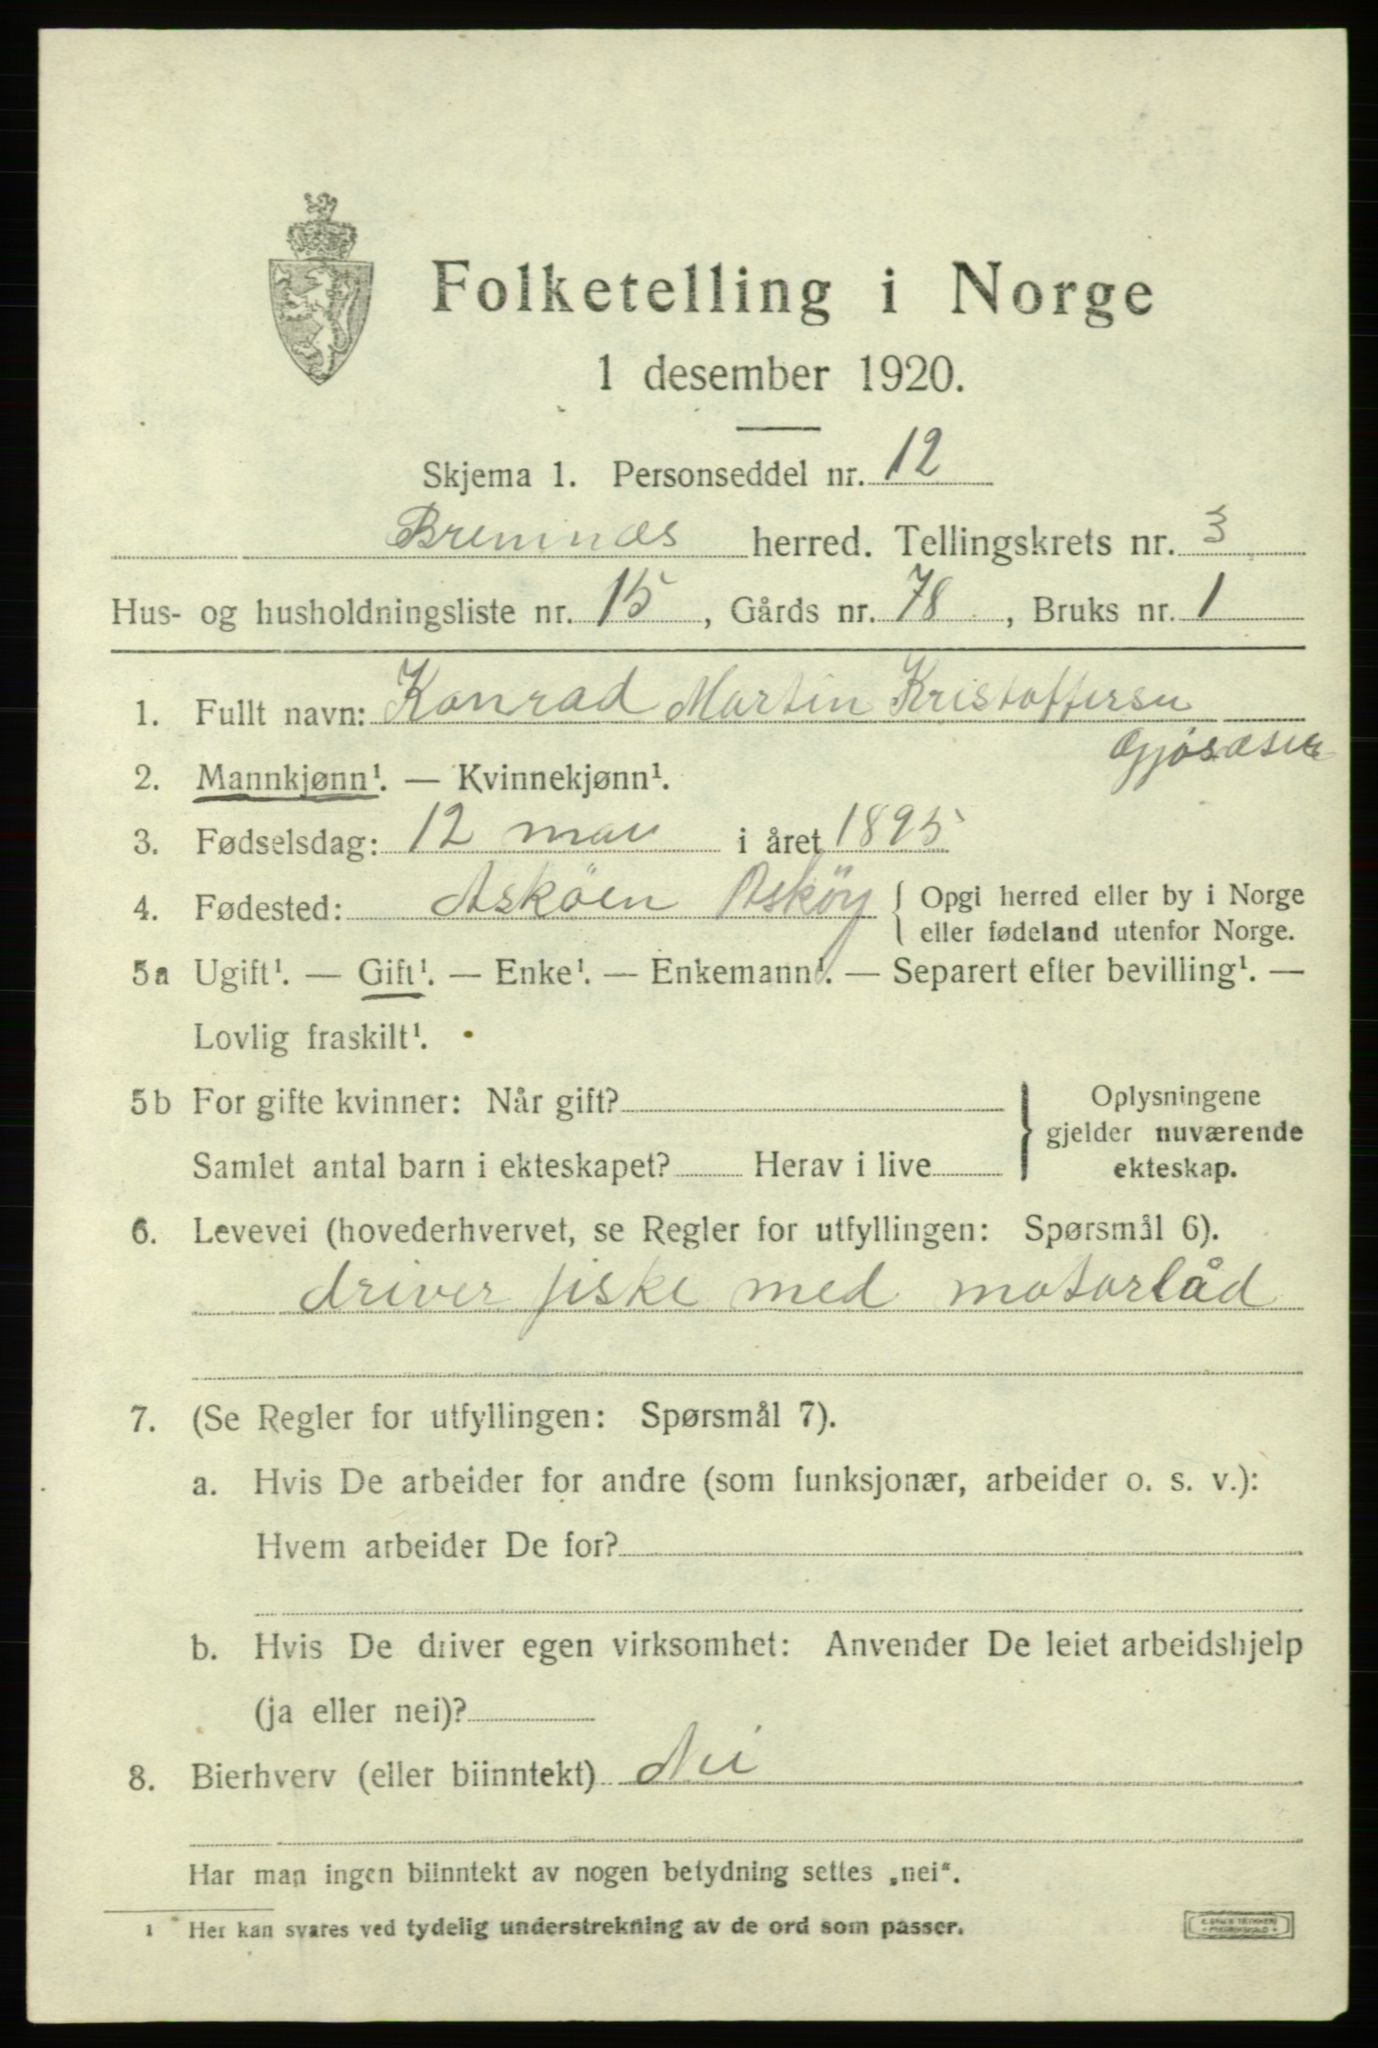 Folketelling i Norge
1 desember 1920.
Skjema 1. Personseddel nr. 12
Bremnæs herred. Tellingskrets nr. 3
Hus- og husholdningsliste nr. 15, Gårds nr. 78, Bruks nr. 1
1. Fullt navn: Konrad Martin Kristoffersen
2. Mannkjønn¹. — Kvinnekjønn¹.
3. Fødselsdag: 12 mai i året 1895
4. Fødested: Asköen Asköy { Opgi herred eller by i Norge
eller fødeland utenfor Norge.
5a Ugift¹. — Gift¹. — Enke¹. — Enkemann¹. — Separert efter bevilling¹. —
Lovlig fraskilt¹.
5b For gifte kvinner: Når gift?
Samlet antal barn i ekteskapet? Herav i live
} Oplysningene
gjelder nuværende
ekteskap.
6. Levevei (hovederhvervet, se Regler for utfyllingen: Spørsmål 6).
driver fiske med motorbåd
7. (Se Regler for utfyllingen: Spørsmål 7).
a. Hvis De arbeider for andre (som funksjonær, arbeider o. s. v.):
Hvem arbeider De for?
b. Hvis De driver egen virksomhet: Anvender De leiet arbeidshjelp
(ja eller nei)?
8. Bierhverv (eller biinntekt) Nei
Har man ingen biinntekt av nogen betydning settes „nei“.
1 Her kan svares ved tydelig understrekning av de ord som passer.